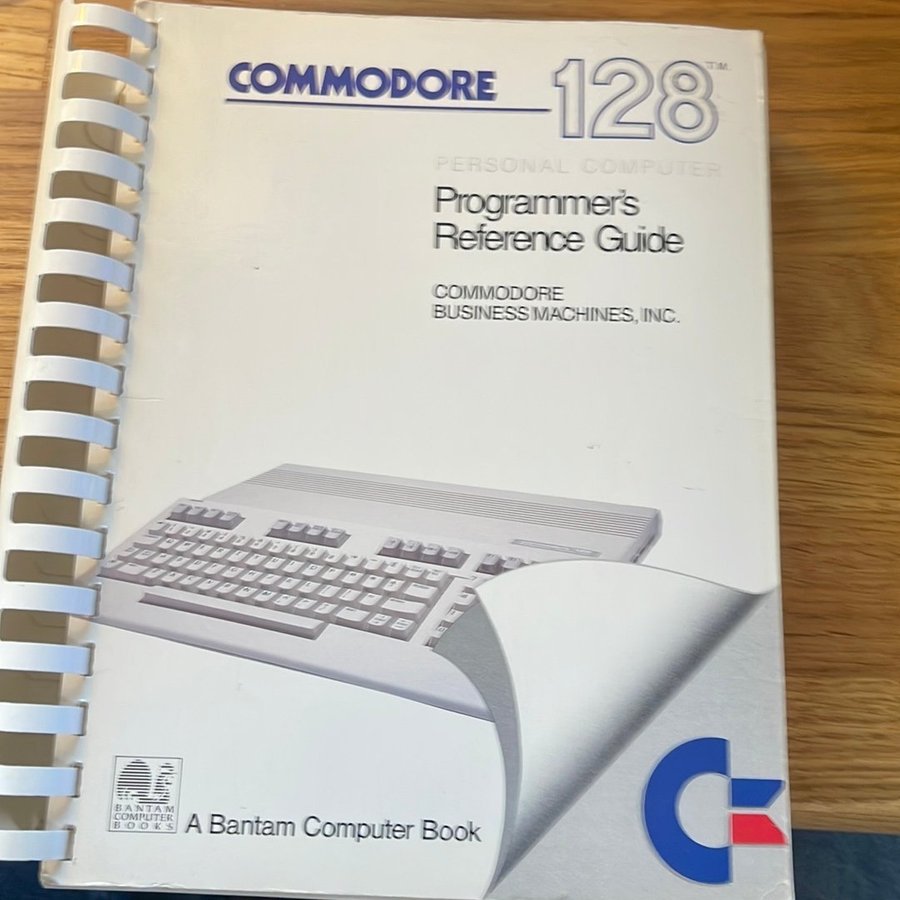 COMMODORE 128™
PERSONAL COMPUTER
Programmer's
Reference Guide
COMMODORE
BUSINESS MACHINES, INC.
BANTAM
COMPUTER
BOOKS
A Bantam Computer Book